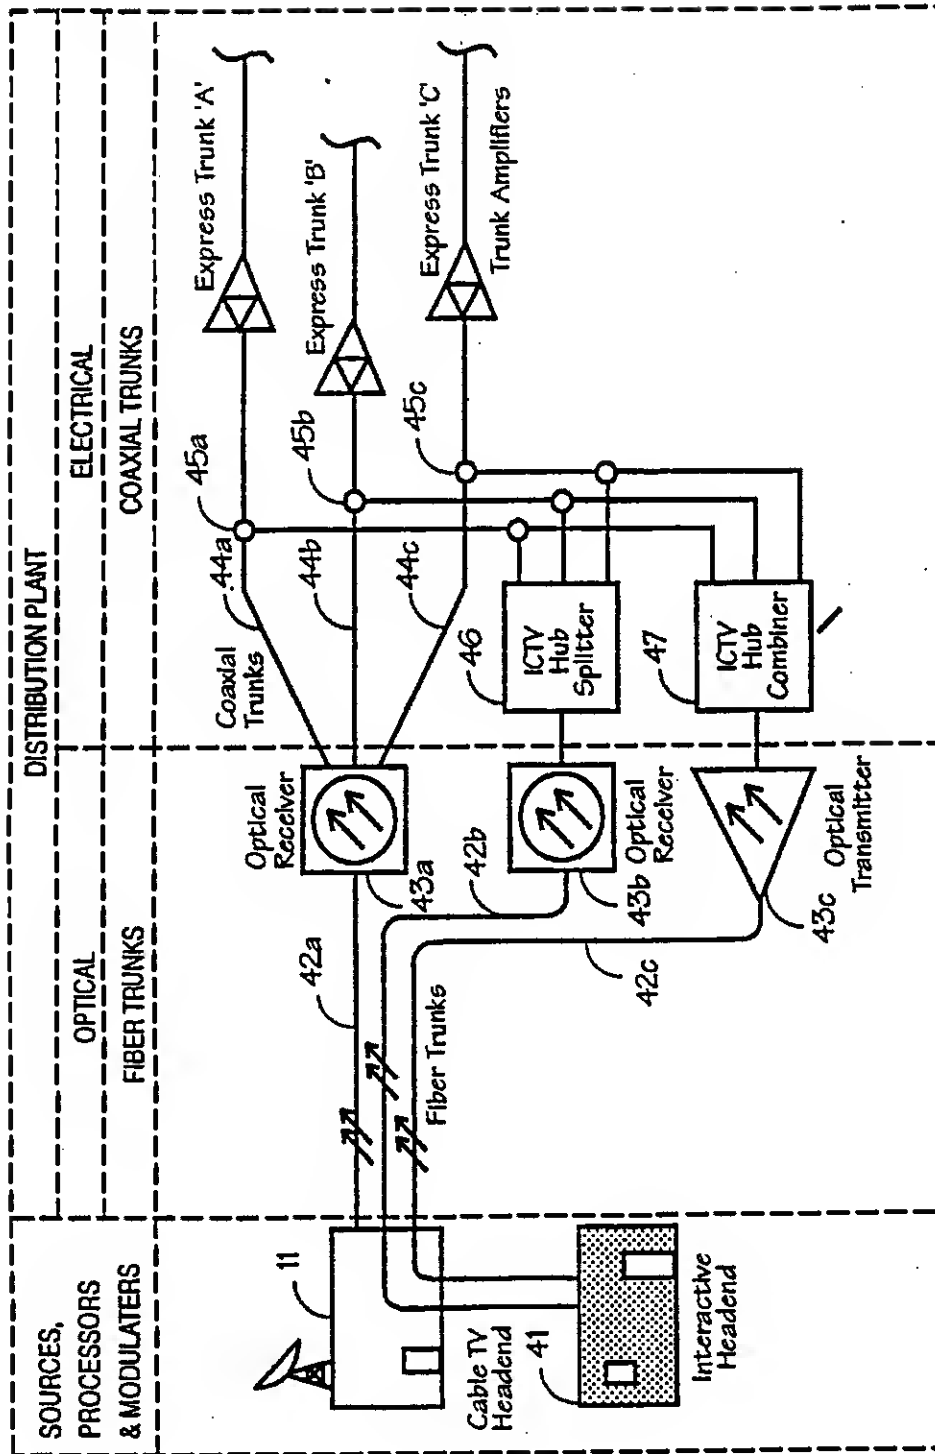 DISTRIBUTION PLANT
SOURCES,
PROCESSORS
& MODULATERS
OPTICAL
ELECTRICAL
FIBER TRUNKS
COAXIAL TRUNKS
11
Cable TV
Headend
41
Interactive
Headend
42a
Fiber Trunks
42b
42c
Optical
Receiver
43a
43b
Optical
Receiver
43c
Optical
Transmitter
Coaxial
Trunks
44a
44b
44c
45a
45b
45c
46
ICTV
Hub
Splitter
47
ICTV
Hub
Combiner
Express Trunk 'A'
Express Trunk 'B'
Express Trunk 'C'
Trunk Amplifiers